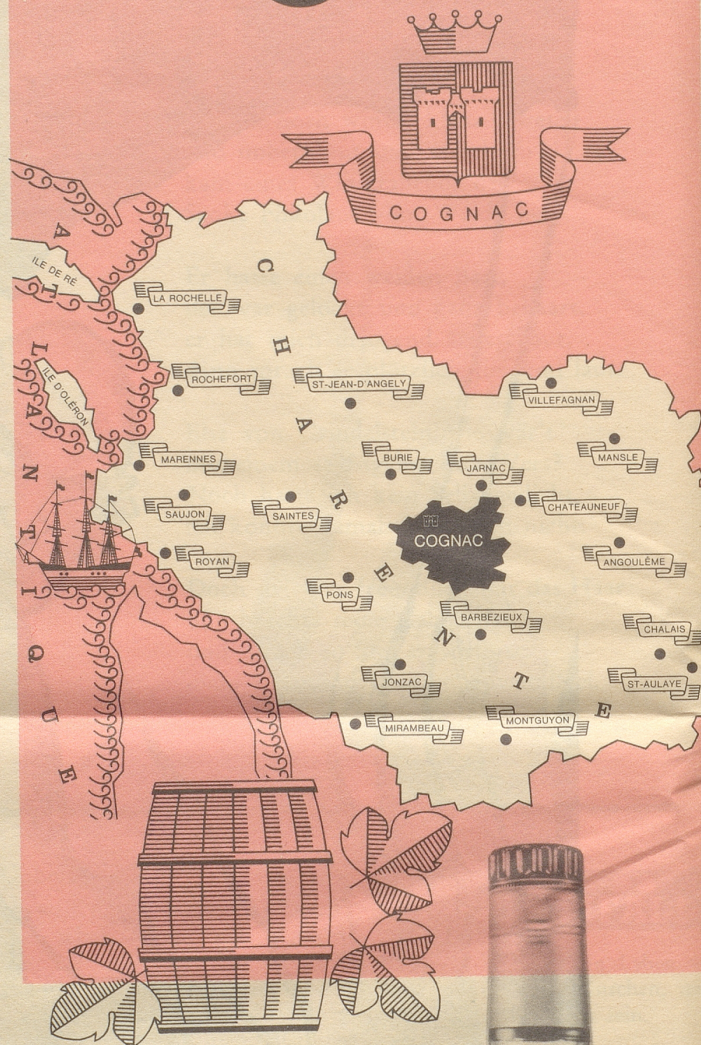 COGNAC
ATLANTIQUE
ILE DE RÉ
ILE D'OLÉRON
CHARENTE
LA ROCHELLE
ROCHEFORT
ST-JEAN-D'ANGELY
VILLEFAGNAN
MARENNES
BURIE
JARNAC
MANSLE
SAUJON
SAINTES
CHATEAUNEUF
COGNAC
ROYAN
ANGOULÊME
PONS
BARBEZIEUX
CHALAIS
JONZAC
ST-AULAYE
MIRAMBEAU
MONTGUYON